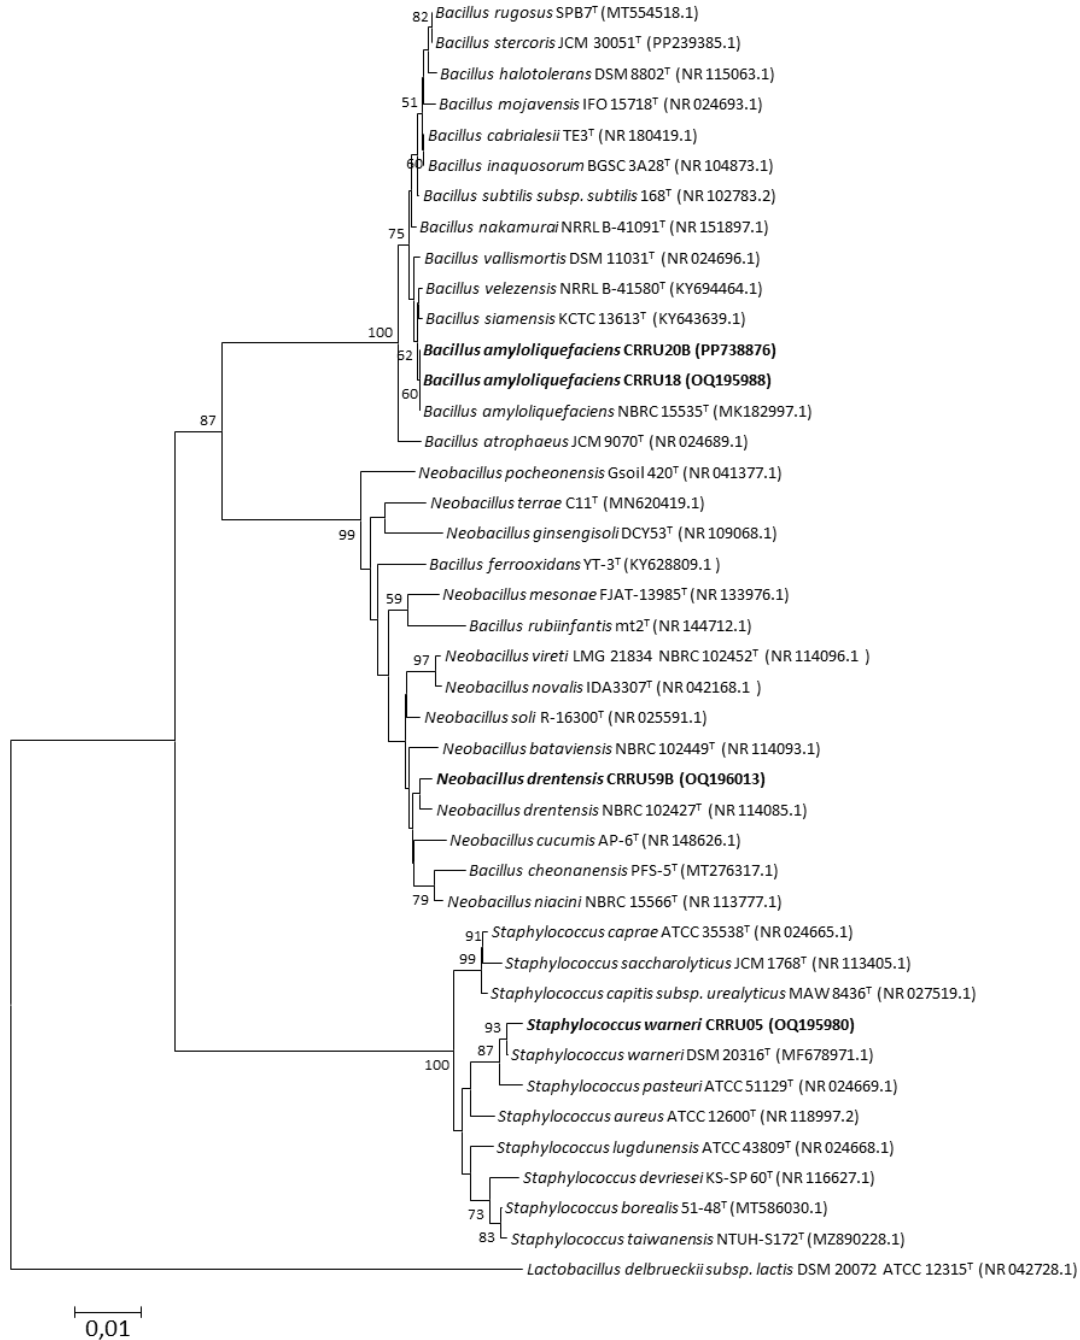 82 Bacillus rugosus SPB7ᵀ (MT554518.1)
Bacillus stercoris JCM 30051ᵀ (PP239385.1)
Bacillus halotolerans DSM 8802ᵀ (NR 115063.1)
51 Bacillus mojavensis IFO 15718ᵀ (NR 024693.1)
Bacillus cabrialesii TE3ᵀ (NR 180419.1)
60 Bacillus inaquosorum BGSC 3A28ᵀ (NR 104873.1)
Bacillus subtilis subsp. subtilis 168ᵀ (NR 102783.2)
Bacillus nakamurai NRRL B-41091ᵀ (NR 151897.1)
75
Bacillus vallismortis DSM 11031ᵀ (NR 024696.1)
Bacillus velezensis NRRL B-41580ᵀ (KY694464.1)
Bacillus siamensis KCTC 13613ᵀ (KY643639.1)
100
Bacillus amyloliquefaciens CRRU20B (PP738876)
62
Bacillus amyloliquefaciens CRRU18 (OQ195988)
60
Bacillus amyloliquefaciens NBRC 15535ᵀ (MK182997.1)
87
Bacillus atrophaeus JCM 9070ᵀ (NR 024689.1)
Neobacillus pocheonensis Gsoil 420ᵀ (NR 041377.1)
Neobacillus terrae C11ᵀ (MN620419.1)
99 Neobacillus ginsengisoli DCY53ᵀ (NR 109068.1)
Bacillus ferrooxidans YT-3ᵀ (KY628809.1 )
59 Neobacillus mesonae FJAT-13985ᵀ (NR 133976.1)
Bacillus rubiinfantis mt2ᵀ (NR 144712.1)
97 Neobacillus vireti LMG 21834 NBRC 102452ᵀ (NR 114096.1 )
Neobacillus novalis IDA3307ᵀ (NR 042168.1 )
Neobacillus soli R-16300ᵀ (NR 025591.1)
Neobacillus bataviensis NBRC 102449ᵀ (NR 114093.1)
Neobacillus drentensis CRRU59B (OQ196013)
Neobacillus drentensis NBRC 102427ᵀ (NR 114085.1)
Neobacillus cucumis AP-6ᵀ (NR 148626.1)
Bacillus cheonanensis PFS-5ᵀ (MT276317.1)
79 Neobacillus niacini NBRC 15566ᵀ (NR 113777.1)
91 Staphylococcus caprae ATCC 35538ᵀ (NR 024665.1)
99 Staphylococcus saccharolyticus JCM 1768ᵀ (NR 113405.1)
Staphylococcus capitis subsp. urealyticus MAW 8436ᵀ (NR 027519.1)
93 Staphylococcus warneri CRRU05 (OQ195980)
87 Staphylococcus warneri DSM 20316ᵀ (MF678971.1)
100
Staphylococcus pasteuri ATCC 51129ᵀ (NR 024669.1)
Staphylococcus aureus ATCC 12600ᵀ (NR 118997.2)
Staphylococcus lugdunensis ATCC 43809ᵀ (NR 024668.1)
Staphylococcus devriesei KS-SP 60ᵀ (NR 116627.1)
73 Staphylococcus borealis 51-48ᵀ (MT586030.1)
83 Staphylococcus taiwanensis NTUH-S172ᵀ (MZ890228.1)
Lactobacillus delbrueckii subsp. lactis DSM 20072 ATCC 12315ᵀ (NR 042728.1)
0,01